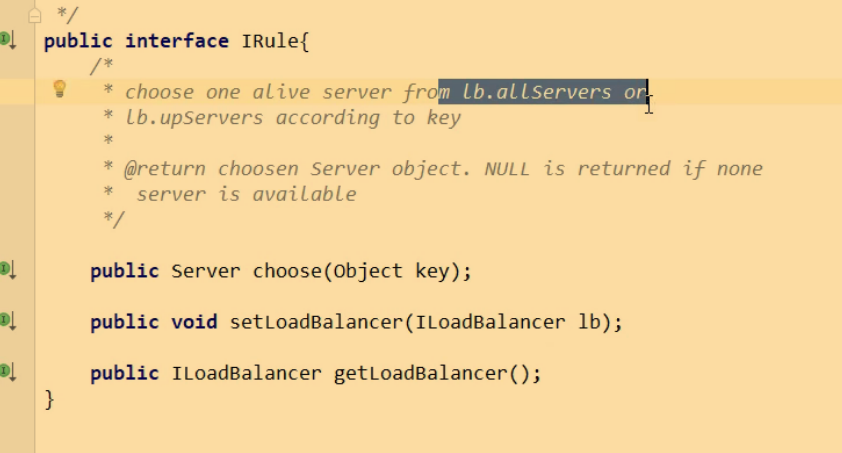 */
public interface IRule{
/*
* choose one alive server from lb.allServers or
* lb.upServers according to key
*
* @return choosen Server object. NULL is returned if none
* server is available
*/
public Server choose(Object key);
public void setLoadBalancer(ILoadBalancer lb);
public ILoadBalancer getLoadBalancer();
}